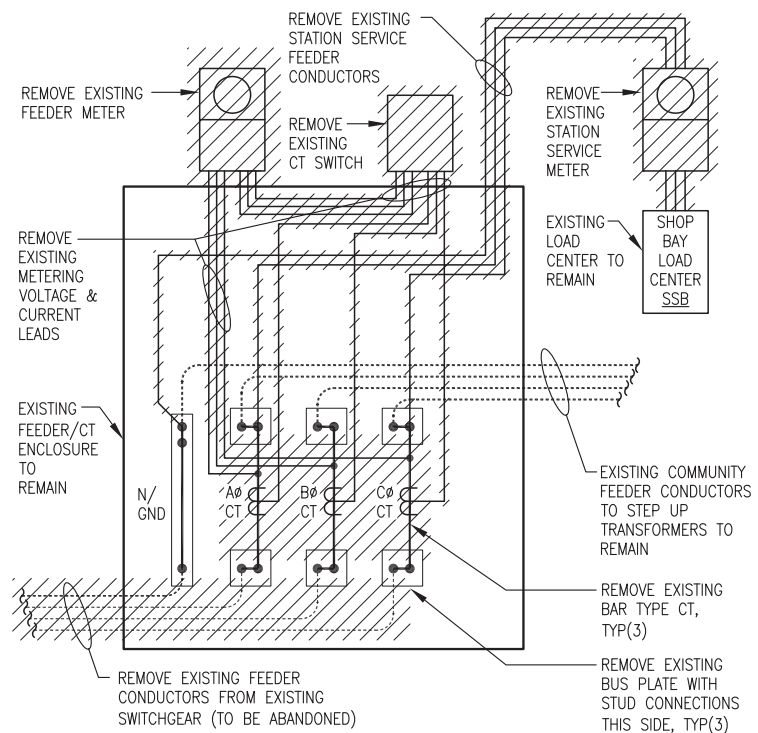 REMOVE EXISTING
STATION SERVICE
FEEDER
CONDUCTORS
REMOVE EXISTING
FEEDER METER
REMOVE
EXISTING
CT SWITCH
REMOVE
EXISTING
STATION
SERVICE
METER
REMOVE
EXISTING
METERING
VOLTAGE &
CURRENT
LEADS
EXISTING
LOAD
CENTER TO
REMAIN
SHOP
BAY
LOAD
CENTER
SSB
EXISTING
FEEDER/CT
ENCLOSURE
TO
REMAIN
N/
GND
AØ
CT
BØ
CT
CØ
CT
EXISTING COMMUNITY
FEEDER CONDUCTORS
TO STEP UP
TRANSFORMERS TO
REMAIN
REMOVE EXISTING
BAR TYPE CT,
TYP(3)
REMOVE EXISTING
BUS PLATE WITH
STUD CONNECTIONS
THIS SIDE, TYP(3)
REMOVE EXISTING FEEDER
CONDUCTORS FROM EXISTING
SWITCHGEAR (TO BE ABANDONED)